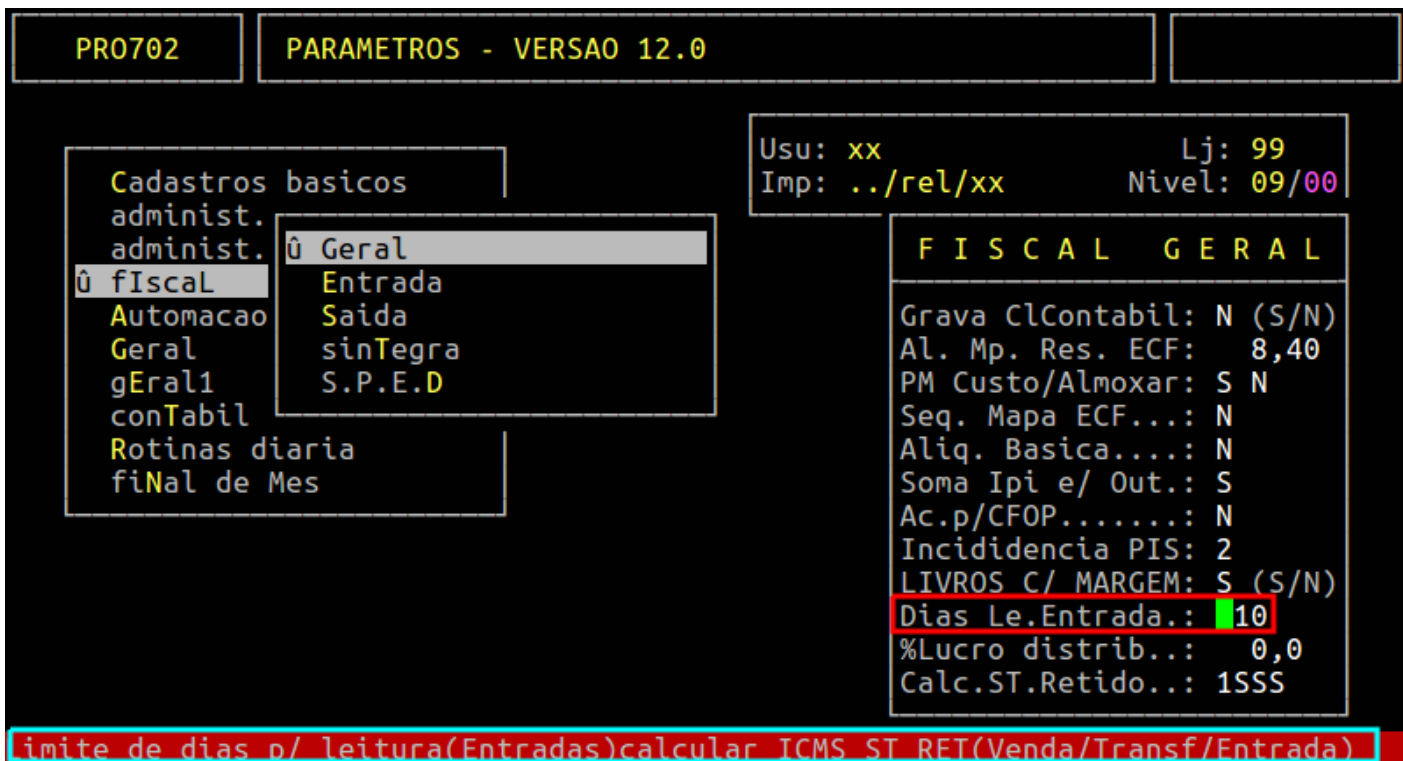 PRO702 PARAMETROS - VERSAO 12.0
Usu: xx Lj: 99
Imp: ../rel/xx Nivel: 09/00
Cadastros basicos
administ.
administ.
û fIscaL
Automacao
Geral
gEral1
conTabil
Rotinas diaria
fiNal de Mes
û Geral
Entrada
Saida
sinTegra
S.P.E.D
F I S C A L G E R A L
Grava ClContabil: N (S/N)
Al. Mp. Res. ECF: 8,40
PM Custo/Almoxar: S N
Seq. Mapa ECF...: N
Aliq. Basica....: N
Soma Ipi e/ Out.: S
Ac.p/CFOP.......: N
Incididencia PIS: 2
LIVROS C/ MARGEM: S (S/N)
Dias Le.Entrada.: 10
%Lucro distrib..: 0,0
Calc.ST.Retido..: 1SSS
imite de dias p/ leitura(Entradas)calcular ICMS ST RET(Venda/Transf/Entrada)